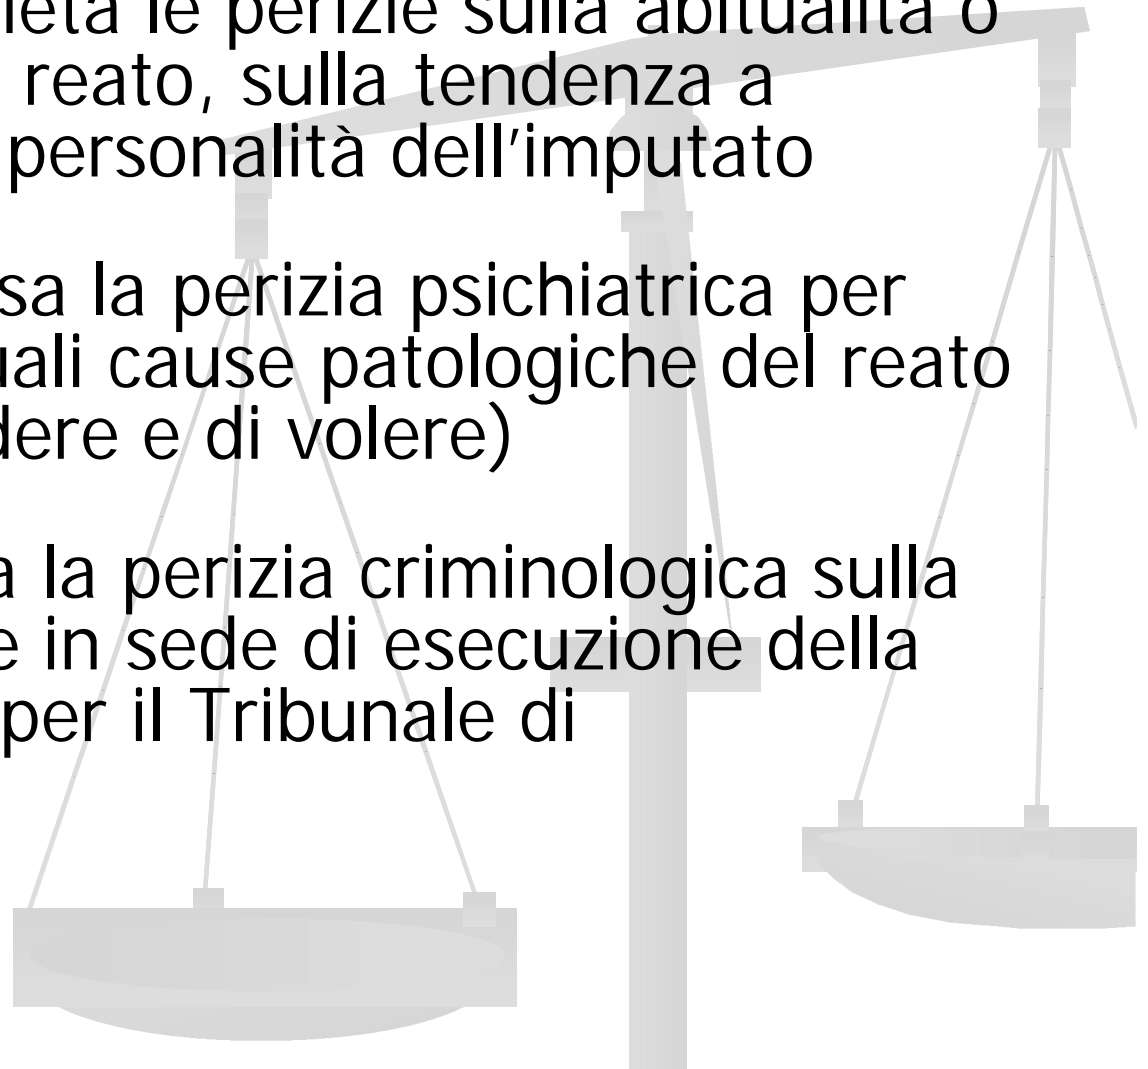 ieta le perizie sulla abitualità o
reato, sulla tendenza a
personalità dell'imputato
sa la perizia psichiatrica per
uali cause patologiche del reato
dere e di volere)
a la perizia criminologica sulla
e in sede di esecuzione della
per il Tribunale di